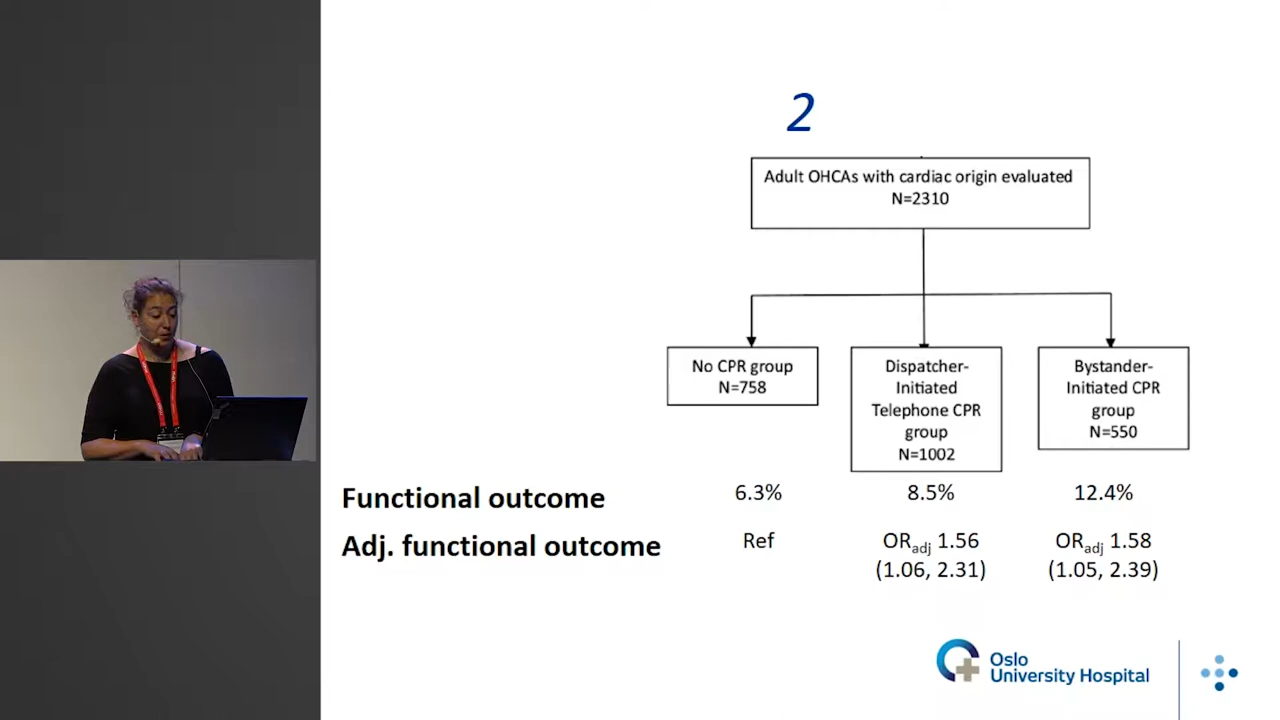 2
Adult OHCAs with cardiac origin evaluated
N=2310
No CPR group
N=758
Dispatcher-
Initiated
Telephone CPR
group
N=1002
Bystander-
Initiated CPR
group
N=550
Functional outcome 6.3% 8.5% 12.4%
Adj. functional outcome Ref ORadj 1.56 ORadj 1.58
(1.06, 2.31) (1.05, 2.39)
Oslo
University Hospital